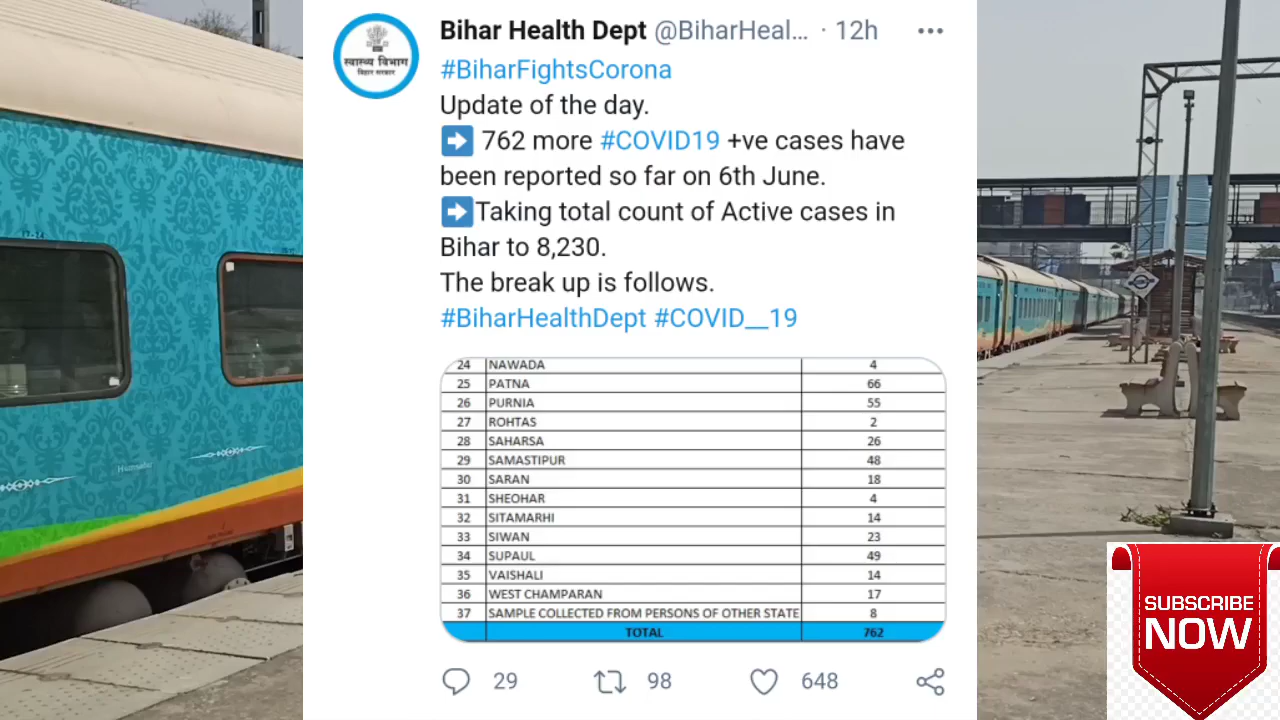 Bihar Health Dept @BiharHeal... · 12h
स्वास्थ्य विभाग
बिहार सरकार
#BiharFightsCorona
Update of the day.
➡ 762 more #COVID19 +ve cases have
been reported so far on 6th June.
➡Taking total count of Active cases in
Bihar to 8,230.
The break up is follows.
#BiharHealthDept #COVID__19
24 NAWADA 4
25 PATNA 66
26 PURNIA 55
27 ROHTAS 2
28 SAHARSA 26
29 SAMASTIPUR 48
30 SARAN 18
31 SHEOHAR 4
32 SITAMARHI 14
33 SIWAN 23
34 SUPAUL 49
35 VAISHALI 14
36 WEST CHAMPARAN 17
37 SAMPLE COLLECTED FROM PERSONS OF OTHER STATE 8
TOTAL 762
29 98 648
Humsafar
SUBSCRIBE
NOW